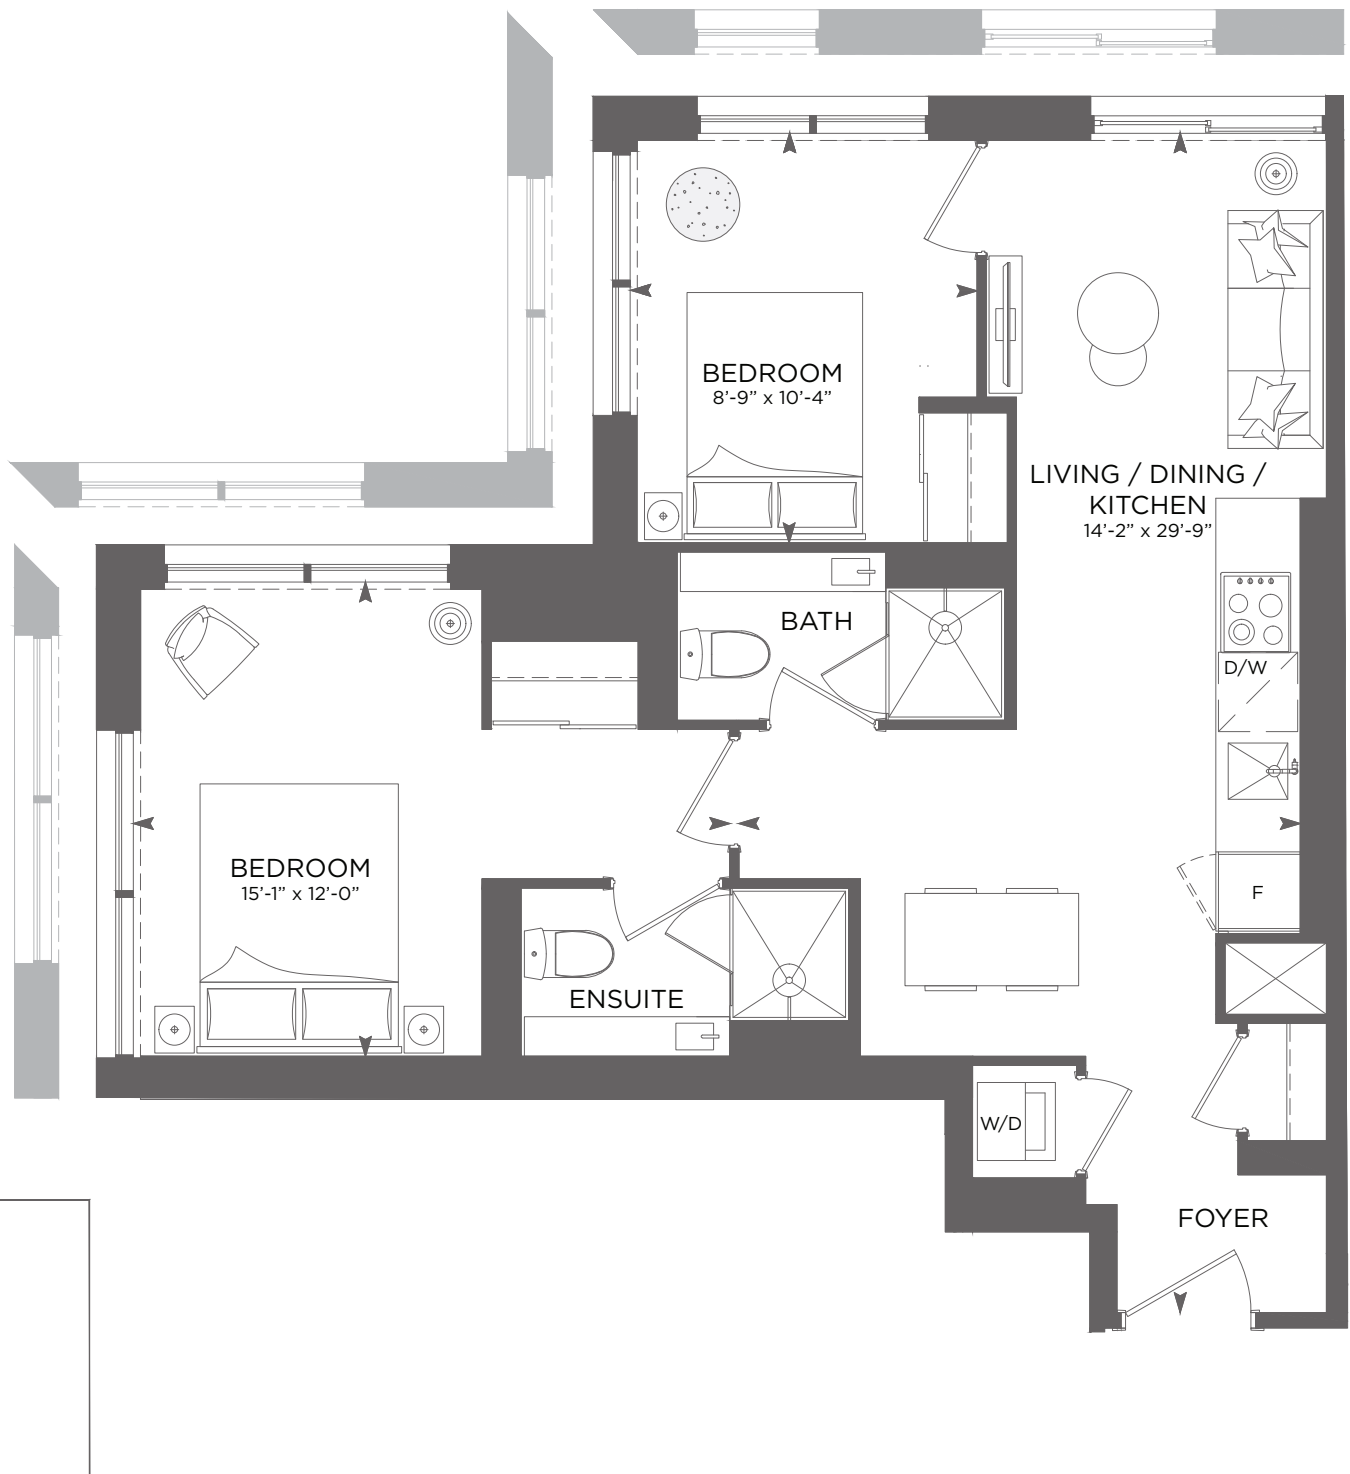 BEDROOM
8'-9” x 10'-4”
LIVING / DINING /
KITCHEN
14'-2” x 29'-9”
BATH
D/W
BEDROOM
15'-1” x 12'-0”
F
ENSUITE
W/D
FOYER